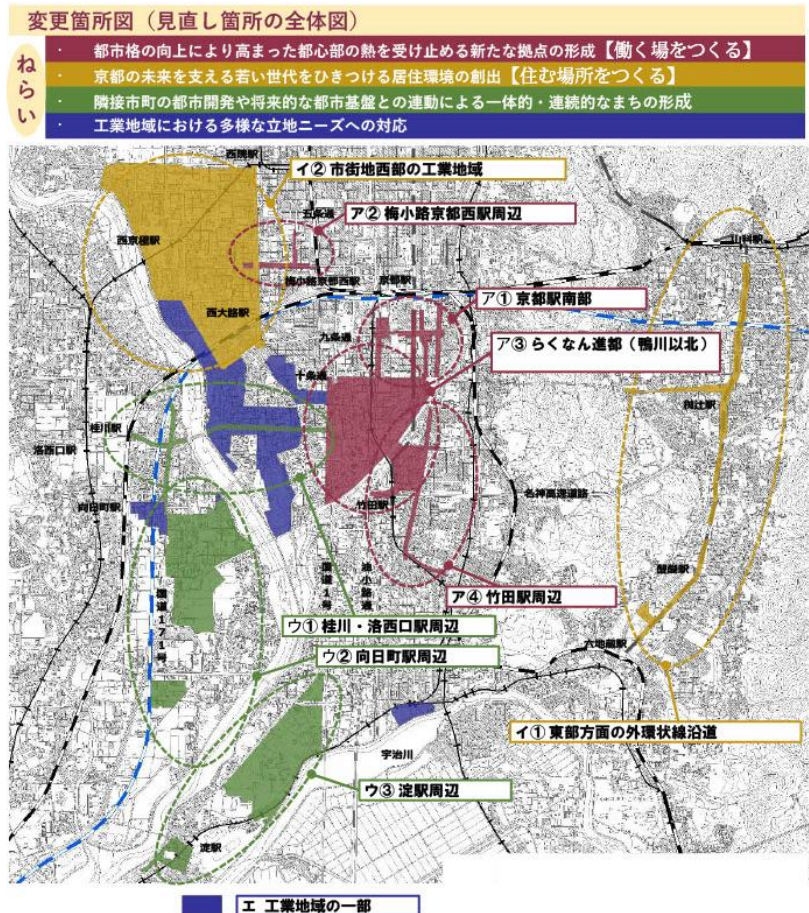 変更箇所図（見直し箇所の全体図）
ねらい
· 都市格の向上により高まった都心部の熱を受け止める新たな拠点の形成【働く場をつくる】
· 京都の未来を支える若い世代をひきつける居住環境の創出【住む場所をつくる】
· 隣接市町の都市開発や将来的な都市基盤との連動による一体的・連続的なまちの形成
· 工業地域における多様な立地ニーズへの対応
西院駅
イ② 市街地西部の工業地域
五条通
ア② 梅小路京都西駅周辺
西京極駅
山科駅
梅小路京都西駅
京都駅
ア① 京都駅南部
西大路駅
九条通
ア③ らくなん進都（鴨川以北）
十条通
椥辻駅
桂川駅
洛西口駅
向日町駅
竹田駅
名神高速道路
醍醐駅
国道1号
油小路通
ア④ 竹田駅周辺
国道171号
ウ① 桂川・洛西口駅周辺
六地蔵駅
ウ② 向日町駅周辺
イ① 東部方面の外環状線沿道
宇治川
ウ③ 淀駅周辺
淀駅
エ 工業地域の一部